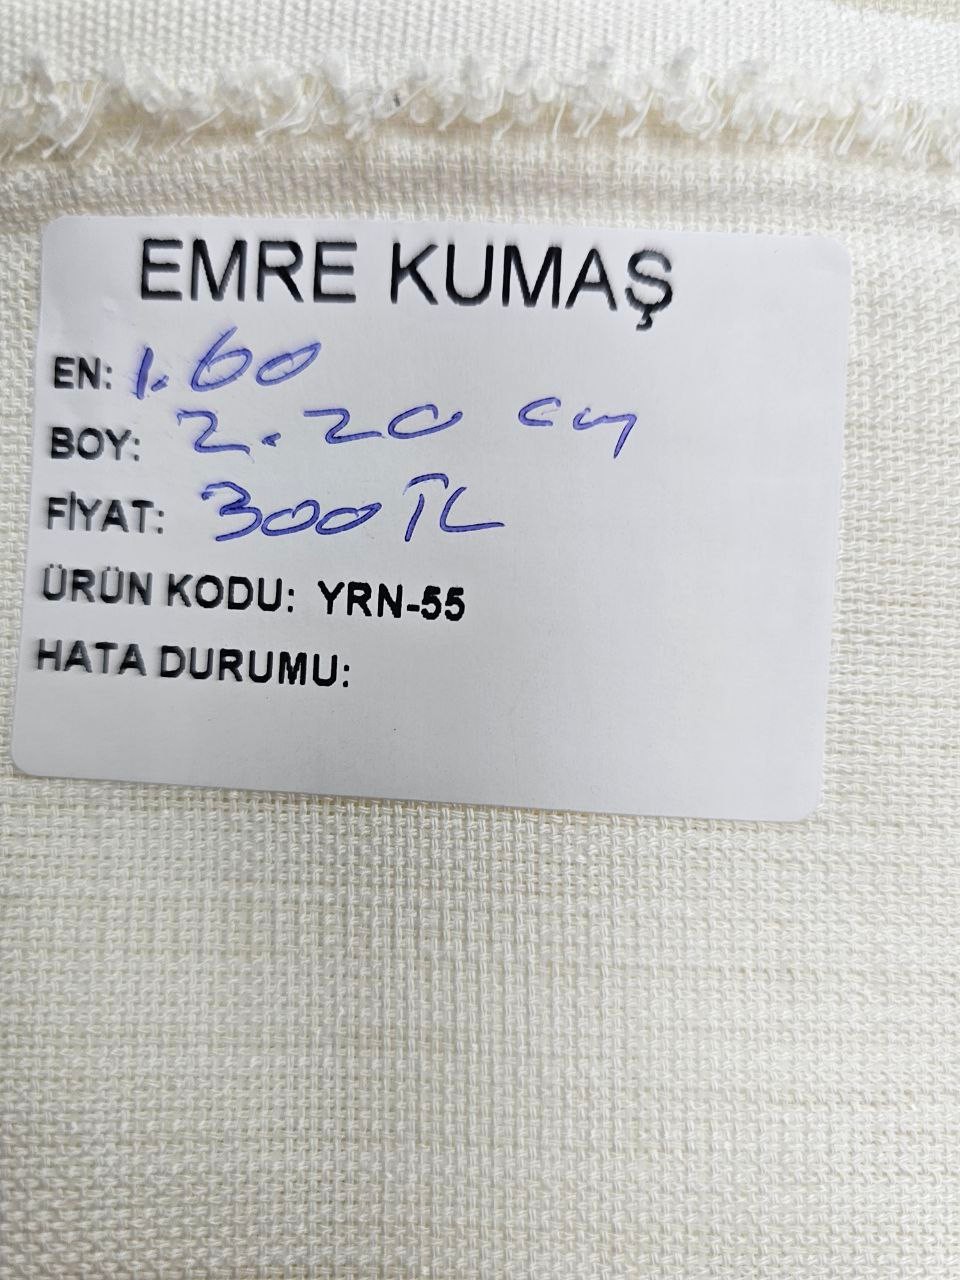 EMRE KUMAŞ
EN: 1.60
BOY: 2.20 cm
FİYAT: 300 TL
ÜRÜN KODU: YRN-55
HATA DURUMU: